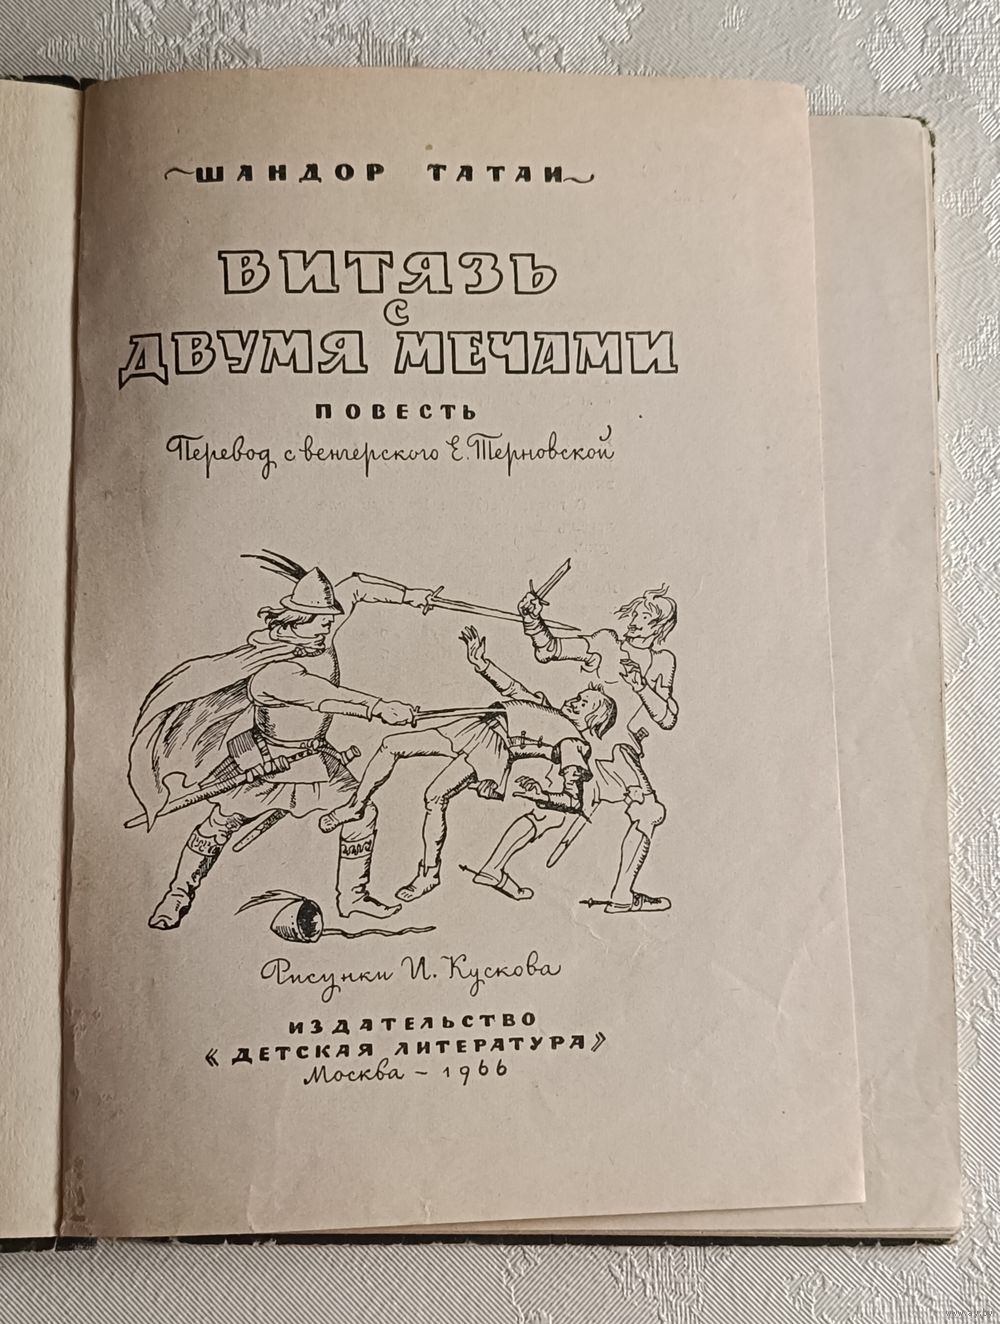 ШАНДОР ТАТАИ
ВИТЯЗЬ
С
ДВУМЯ МЕЧАМИ
ПОВЕСТЬ
Перевод с венгерского Е. Терновской
Рисунки И. Кускова
ИЗДАТЕЛЬСТВО
«ДЕТСКАЯ ЛИТЕРАТУРА»
Москва – 1966